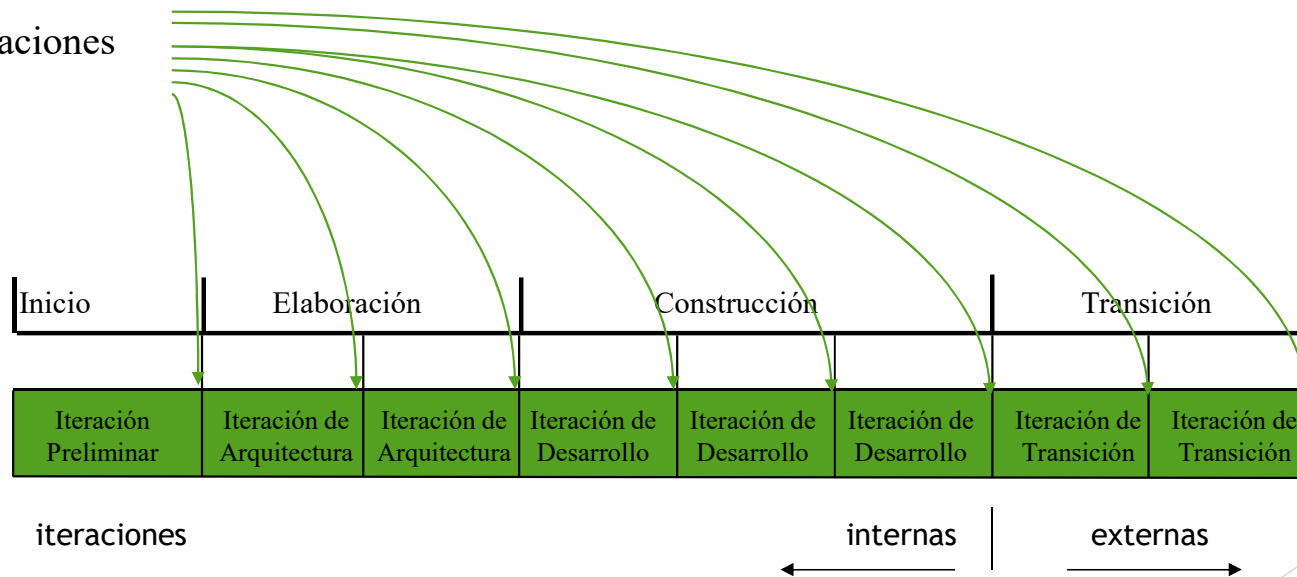 aciones
Inicio Elaboración Construcción Transición
Iteración Iteración de Iteración de Iteración de Iteración de Iteración de Iteración de Iteración de
Preliminar Arquitectura Arquitectura Desarrollo Desarrollo Desarrollo Transición Transición
iteraciones internas externas